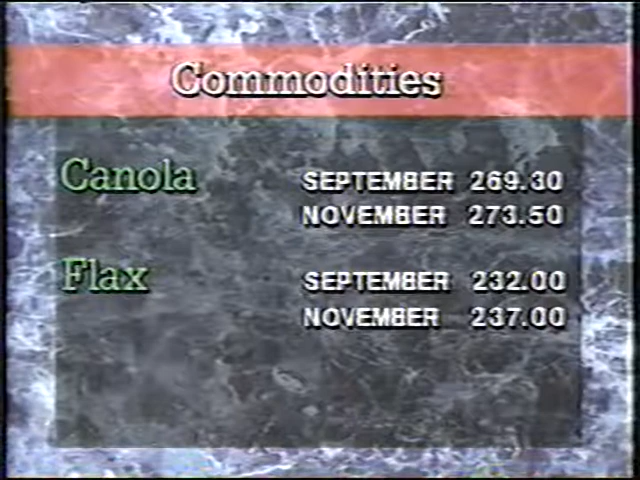 Commodities
Canola SEPTEMBER 269.30
NOVEMBER 273.50
Flax SEPTEMBER 232.00
NOVEMBER 237.00